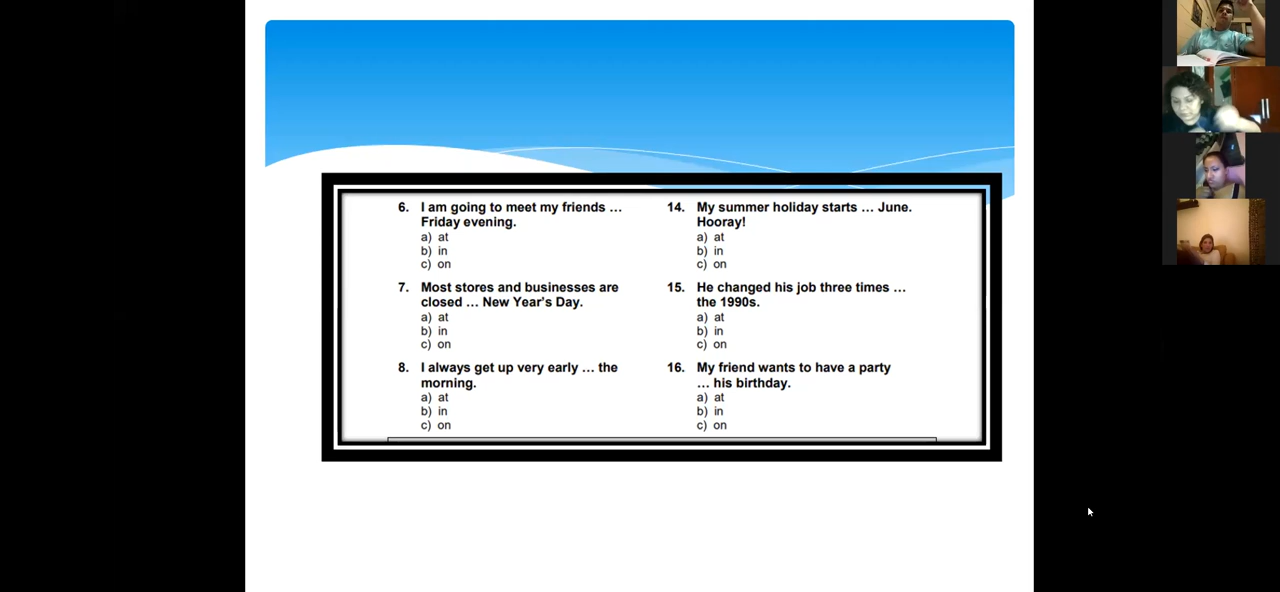 6. I am going to meet my friends …
Friday evening.
a) at
b) in
c) on
7. Most stores and businesses are
closed … New Year's Day.
a) at
b) in
c) on
8. I always get up very early … the
morning.
a) at
b) in
c) on
14. My summer holiday starts … June.
Hooray!
a) at
b) in
c) on
15. He changed his job three times …
the 1990s.
a) at
b) in
c) on
16. My friend wants to have a party
… his birthday.
a) at
b) in
c) on